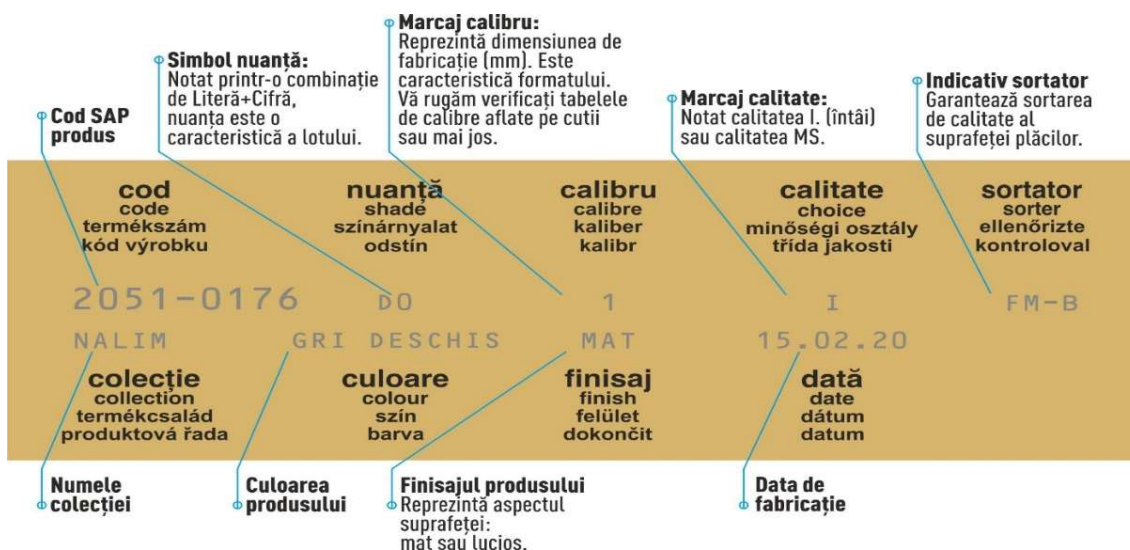 Marcaj calibru:
Reprezintă dimensiunea de
fabricație (mm). Este
caracteristică formatului.
Vă rugăm verificați tabelele
de calibre aflate pe cutii
sau mai jos.
Simbol nuanță:
Notat printr-o combinație
de Literă+Cifră,
nuanța este o
caracteristică a lotului.
Cod SAP
produs
Marcaj calitate:
Notat calitatea I. (întâi)
sau calitatea MS.
Indicativ sortator
Garantează sortarea
de calitate al
suprafeței plăcilor.
cod
code
termékszám
kód výrobku
nuanță
shade
színárnyalat
odstín
calibru
calibre
kaliber
kalibr
calitate
choice
minőségi osztály
třída jakosti
sortator
sorter
ellenőrizte
kontroloval
2051-0176 D0 1 I FM-B
NALIM GRI DESCHIS MAT 15.02.20
colecție
collection
termékcsalád
produktová řada
culoare
colour
szín
barva
finisaj
finish
felület
dokončit
dată
date
dátum
datum
Numele
colecției
Culoarea
produsului
Finisajul produsului
Reprezintă aspectul
suprafeței:
mat sau lucios.
Data de
fabricație